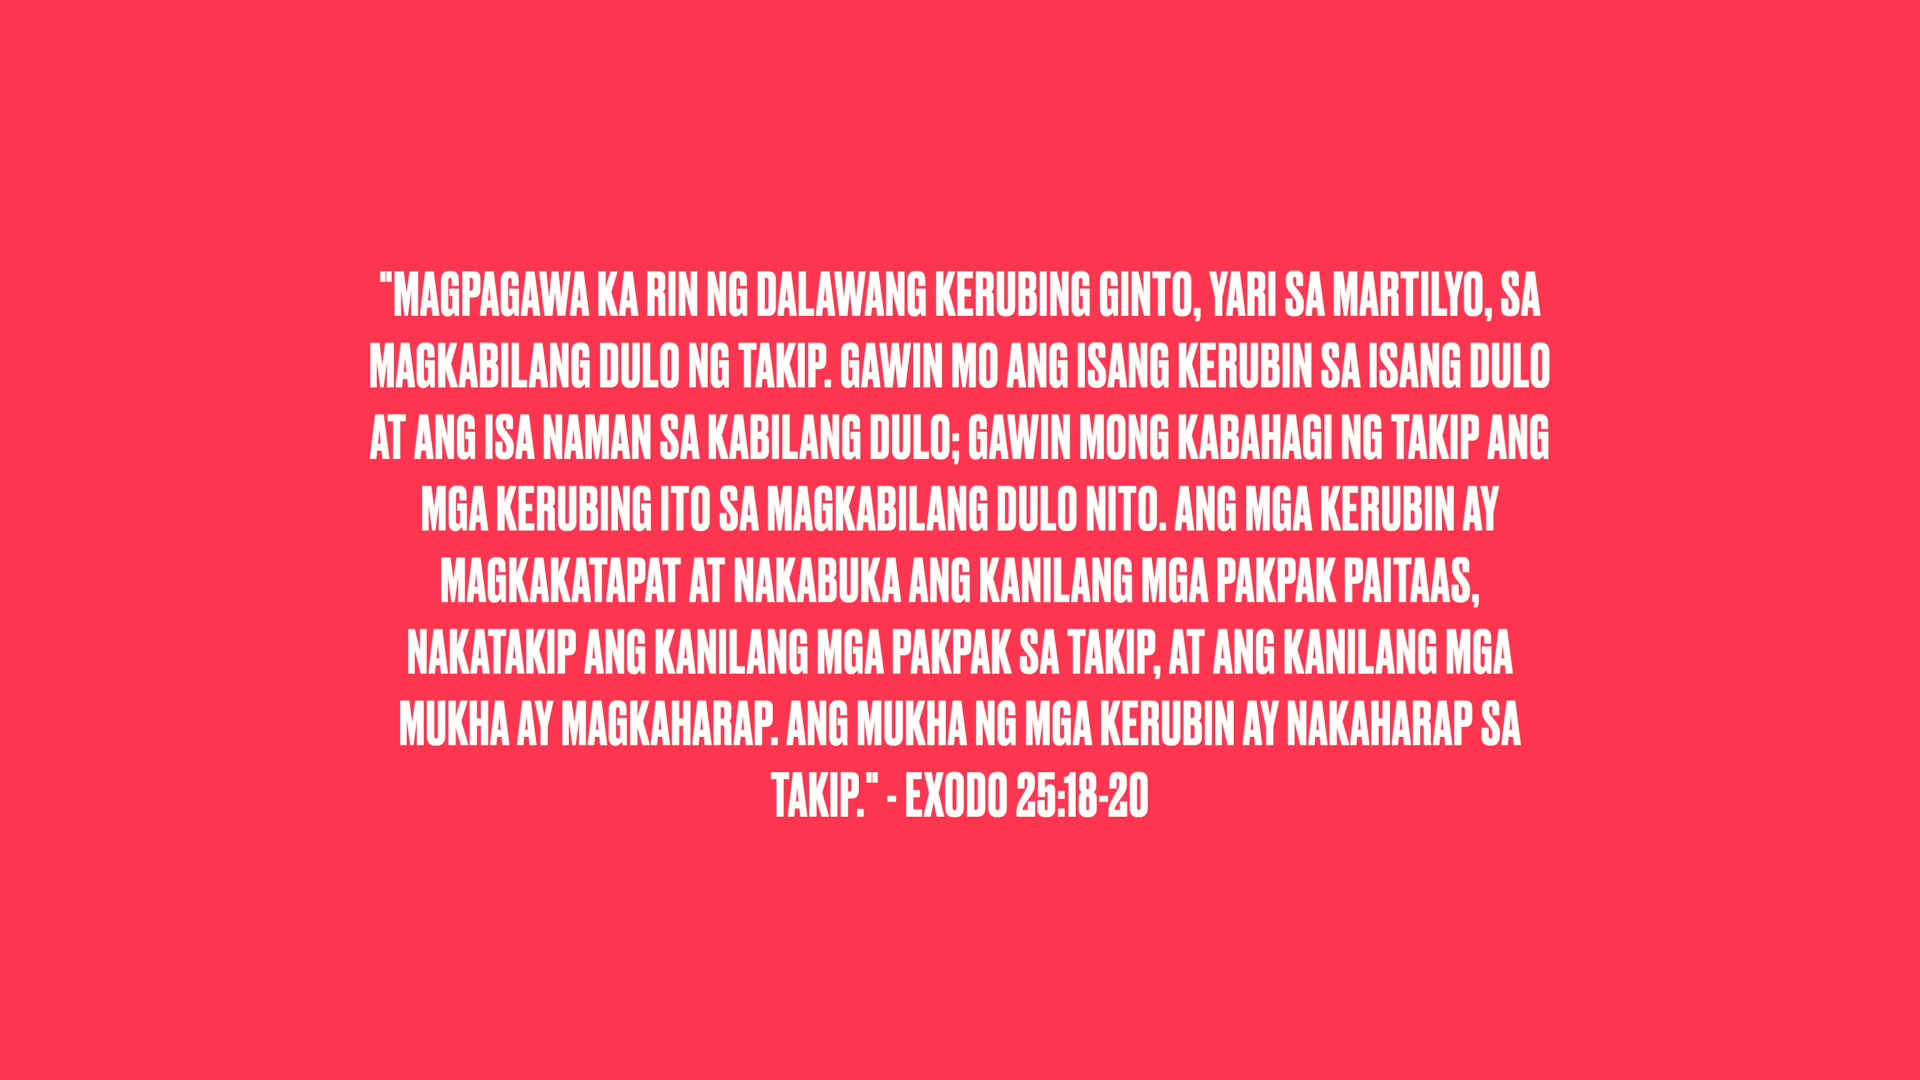 "MAGPAGAWA KA RIN NG DALAWANG KERUBING GINTO, YARI SA MARTILYO, SA
MAGKABILANG DULO NG TAKIP. GAWIN MO ANG ISANG KERUBIN SA ISANG DULO
AT ANG ISA NAMAN SA KABILANG DULO; GAWIN MONG KABAHAGI NG TAKIP ANG
MGA KERUBING ITO SA MAGKABILANG DULO NITO. ANG MGA KERUBIN AY
MAGKAKATAPAT AT NAKABUKA ANG KANILANG MGA PAKPAK PAITAAS,
NAKATAKIP ANG KANILANG MGA PAKPAK SA TAKIP, AT ANG KANILANG MGA
MUKHA AY MAGKAHARAP. ANG MUKHA NG MGA KERUBIN AY NAKAHARAP SA
TAKIP." - EXODO 25:18-20